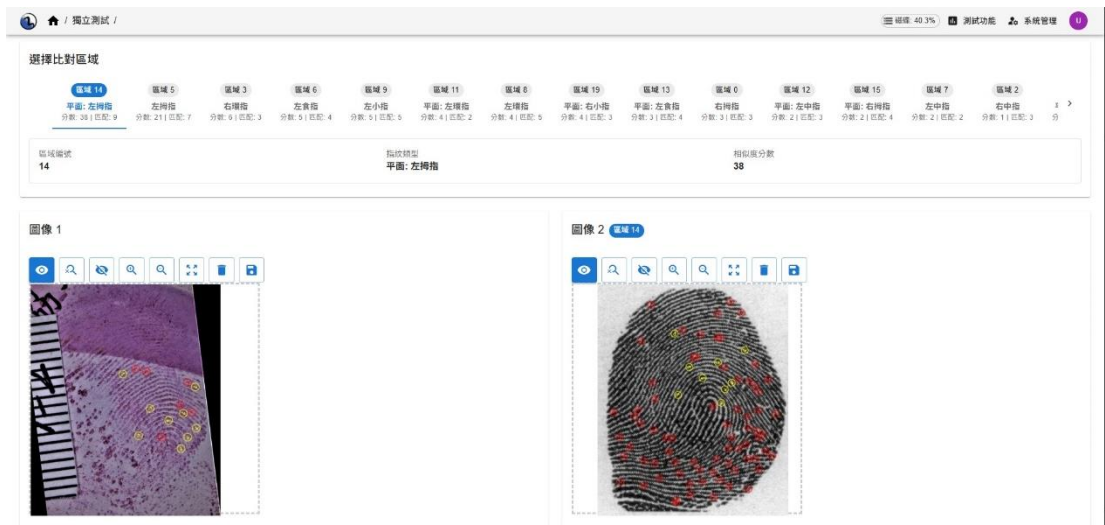 / 獨立測試 /
磁碟: 40.3% 測試功能 系統管理 U
選擇比對區域
區域 14 區域 5 區域 3 區域 6 區域 9 區域 11 區域 8 區域 19 區域 13 區域 0 區域 12 區域 15 區域 7 區域 2
平面: 左拇指 左拇指 右環指 左食指 左小指 平面: 左環指 左環指 平面: 右小指 平面: 左食指 右拇指 平面: 左中指 平面: 右拇指 左中指 右中指
分數: 38 | 匹配: 9 分數: 21 | 匹配: 7 分數: 6 | 匹配: 3 分數: 5 | 匹配: 4 分數: 5 | 匹配: 5 分數: 4 | 匹配: 2 分數: 4 | 匹配: 5 分數: 4 | 匹配: 3 分數: 3 | 匹配: 4 分數: 3 | 匹配: 3 分數: 2 | 匹配: 3 分數: 2 | 匹配: 4 分數: 2 | 匹配: 2 分數: 1 | 匹配: 3 分
區域編號 指紋類型 相似度分數
14 平面: 左拇指 38
圖像 1 圖像 2 區域 14